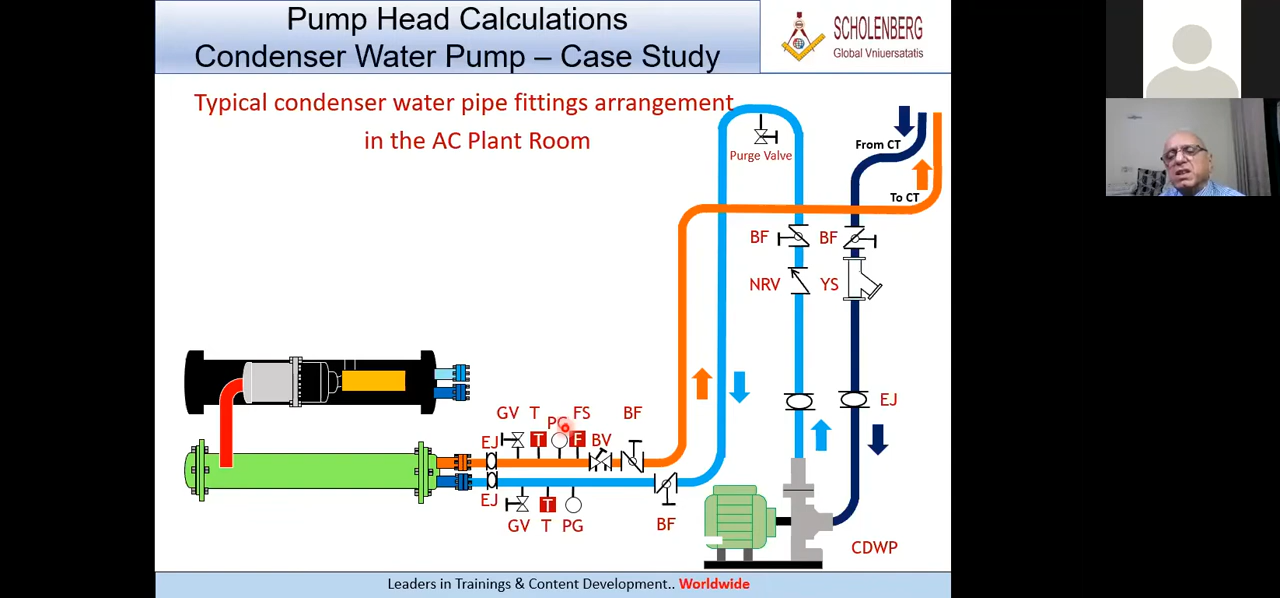 Pump Head Calculations
Condenser Water Pump – Case Study
SCHOLENBERG
Global Vniuersatatis
Typical condenser water pipe fittings arrangement
in the AC Plant Room
Purge Valve
From CT
To CT
BF
BF
NRV
YS
EJ
GV T PG FS BF
EJ T F BV
EJ
GV T PG
T
BF
CDWP
Leaders in Trainings & Content Development.. Worldwide